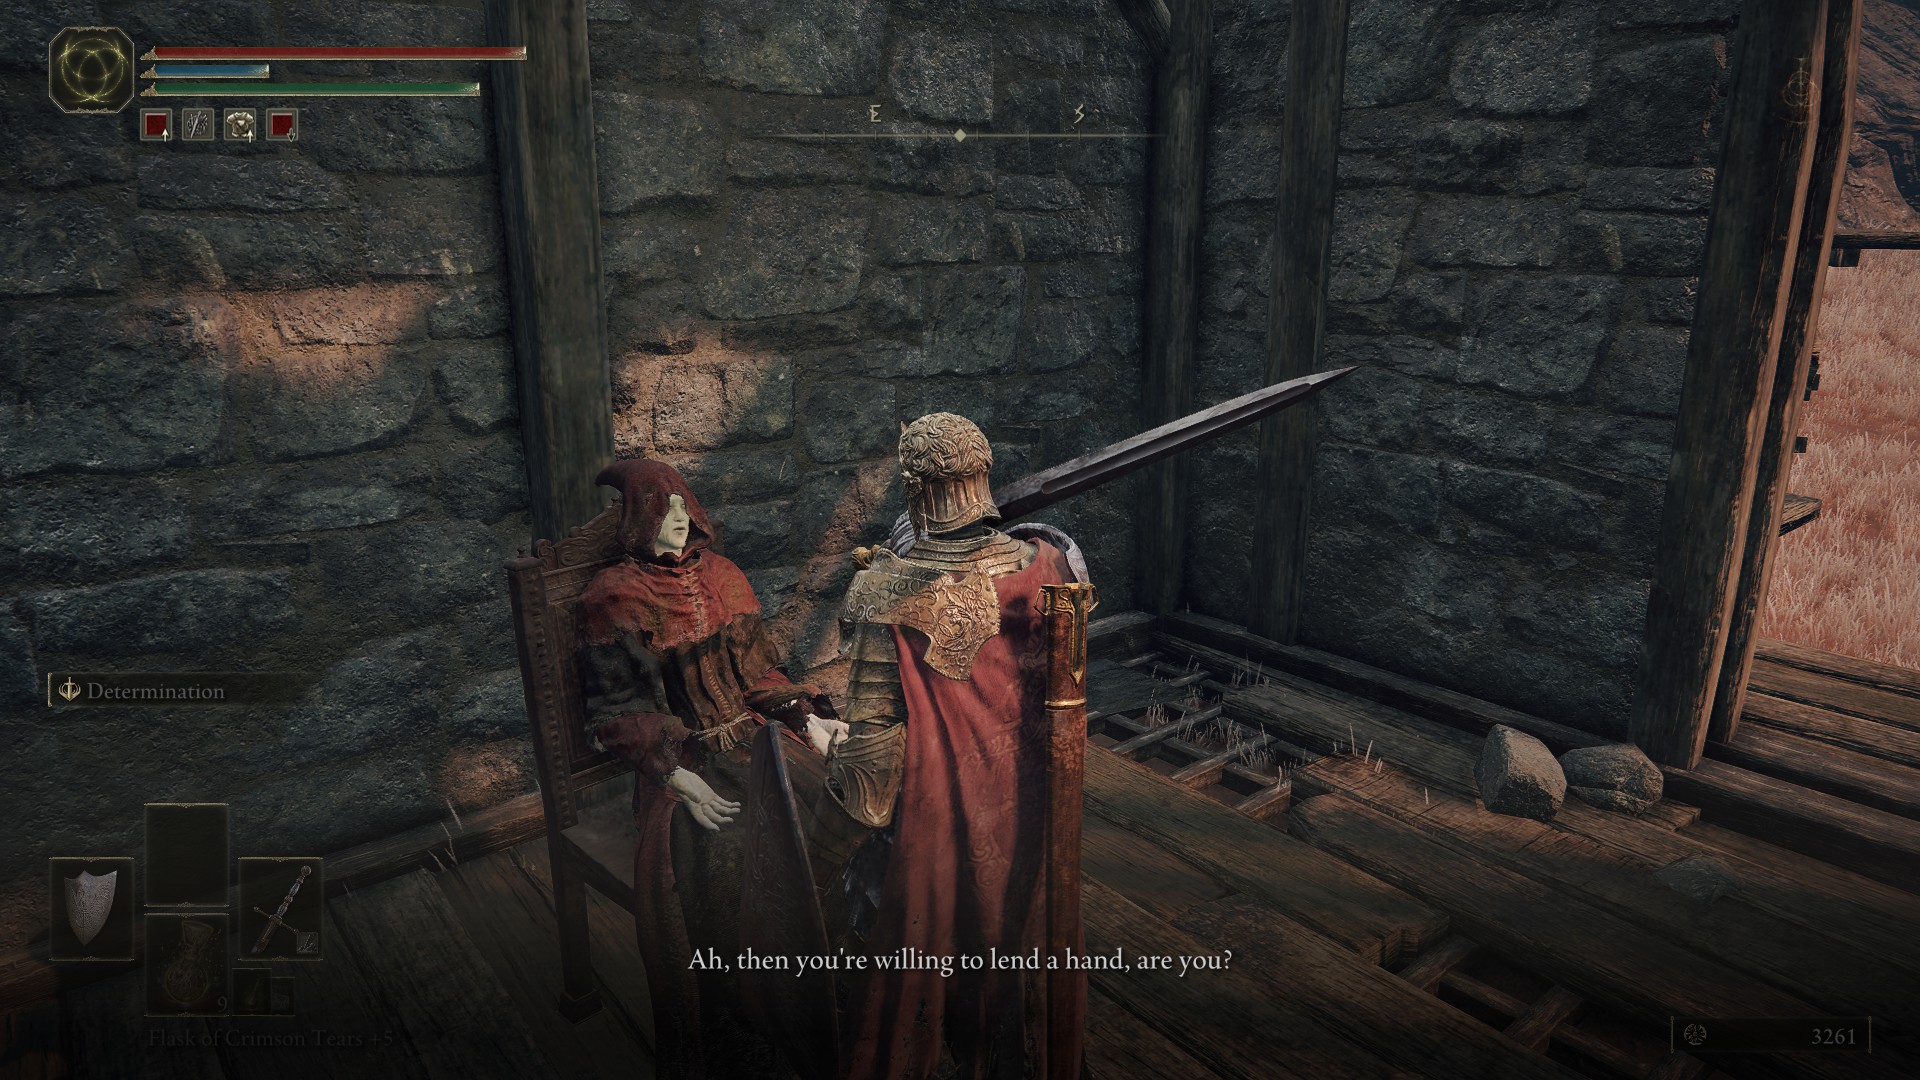 E S
Determination
Ah, then you're willing to lend a hand, are you?
9
Flask of Crimson Tears +5
3261